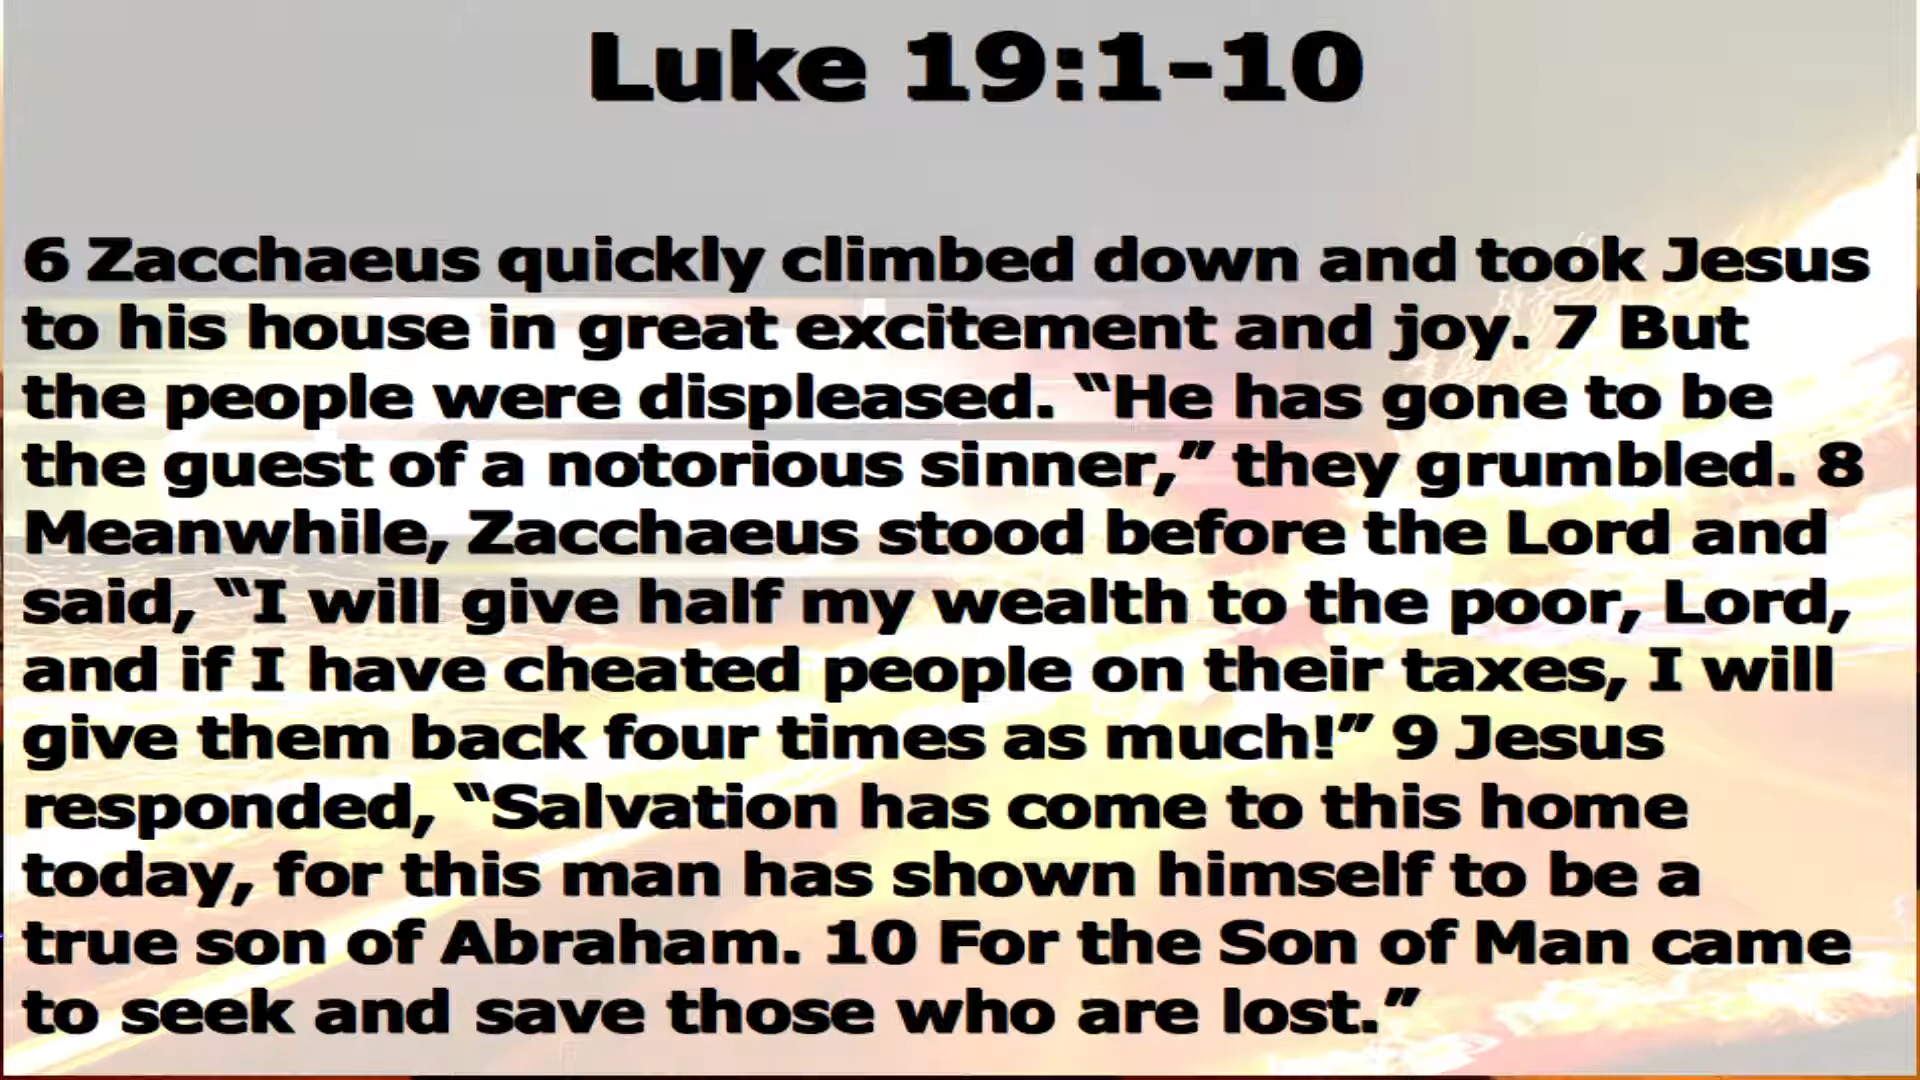 Luke 19:1-10
6 Zacchaeus quickly climbed down and took Jesus
to his house in great excitement and joy. 7 But
the people were displeased. “He has gone to be
the guest of a notorious sinner,” they grumbled. 8
Meanwhile, Zacchaeus stood before the Lord and
said, “I will give half my wealth to the poor, Lord,
and if I have cheated people on their taxes, I will
give them back four times as much!” 9 Jesus
responded, “Salvation has come to this home
today, for this man has shown himself to be a
true son of Abraham. 10 For the Son of Man came
to seek and save those who are lost.”